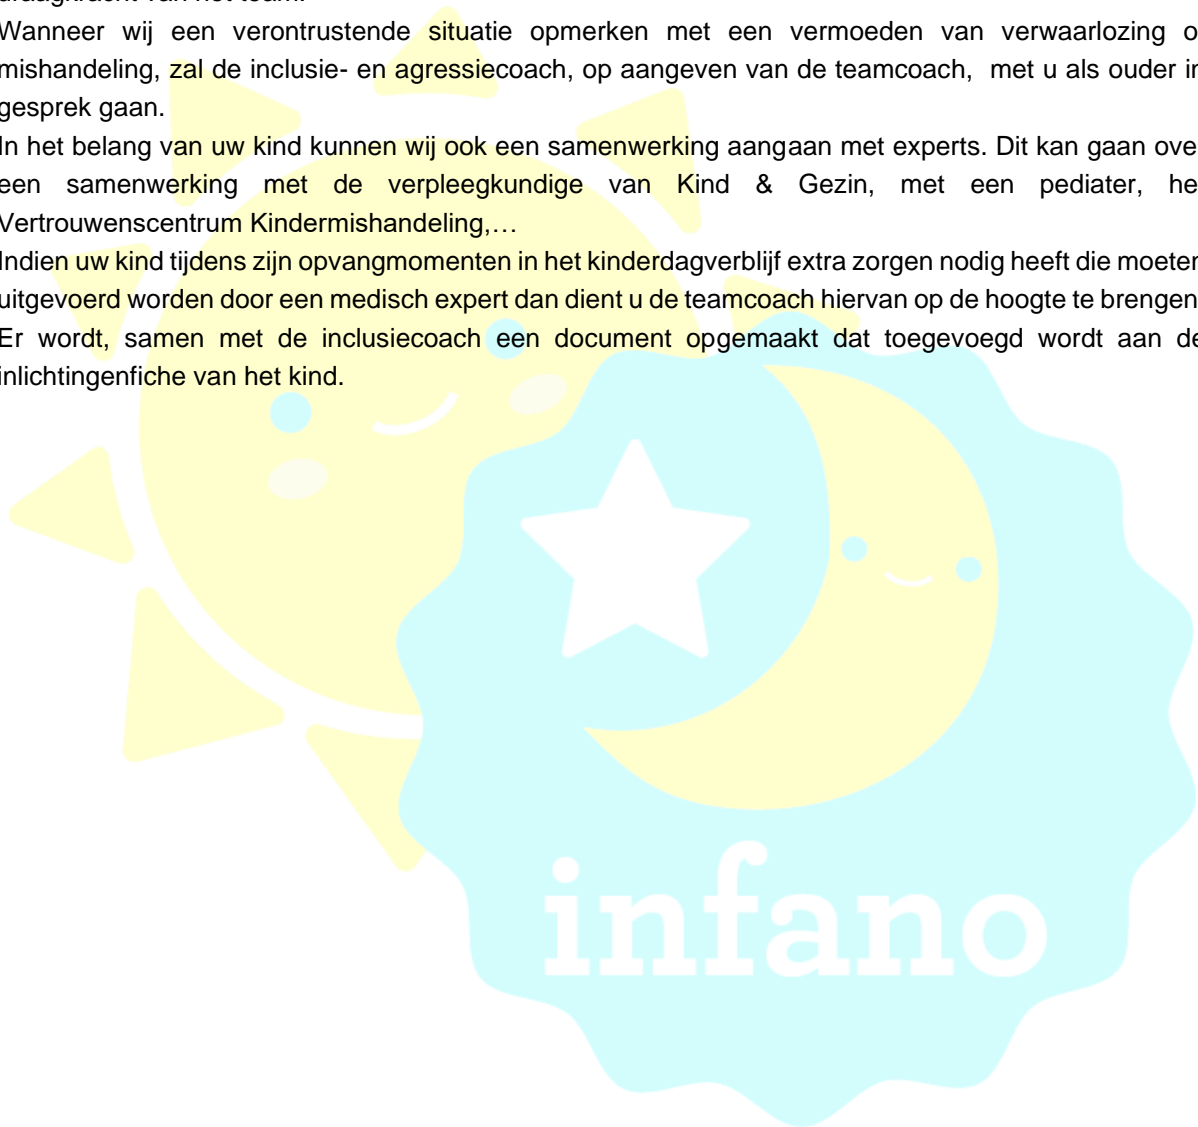 draagkracht van het team.
Wanneer wij een verontrustende situatie opmerken met een vermoeden van verwaarlozing o
mishandeling, zal de inclusie- en agressiecoach, op aangeven van de teamcoach, met u als ouder in
gesprek gaan.
In het belang van uw kind kunnen wij ook een samenwerking aangaan met experts. Dit kan gaan ove
een samenwerking met de verpleegkundige van Kind & Gezin, met een pediater, he
Vertrouwenscentrum Kindermishandeling,…
Indien uw kind tijdens zijn opvangmomenten in het kinderdagverblijf extra zorgen nodig heeft die moeten
uitgevoerd worden door een medisch expert dan dient u de teamcoach hiervan op de hoogte te brengen
Er wordt, samen met de inclusiecoach een document opgemaakt dat toegevoegd wordt aan de
inlichtingenfiche van het kind.
infano